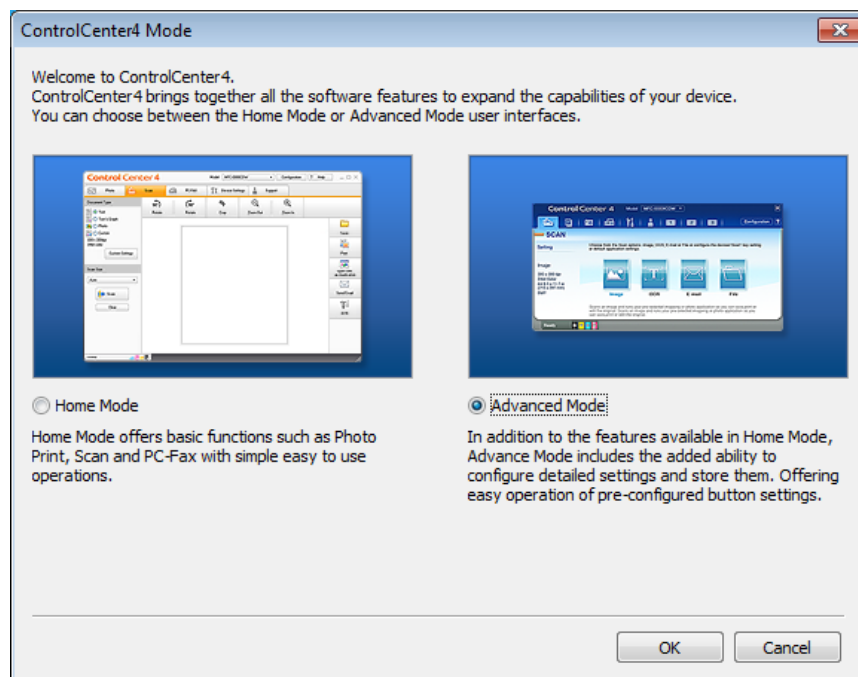 ControlCenter4 Mode
Welcome to ControlCenter4.
ControlCenter4 brings together all the software features to expand the capabilities of your device.
You can choose between the Home Mode or Advanced Mode user interfaces.
Control Center 4
Control Center 4
SCAN
Setting
Image
Image
OCR
E-mail
File
Home Mode
Home Mode offers basic functions such as Photo
Print, Scan and PC-Fax with simple easy to use
operations.
Advanced Mode
In addition to the features available in Home Mode,
Advance Mode includes the added ability to
configure detailed settings and store them. Offering
easy operation of pre-configured button settings.
OK
Cancel